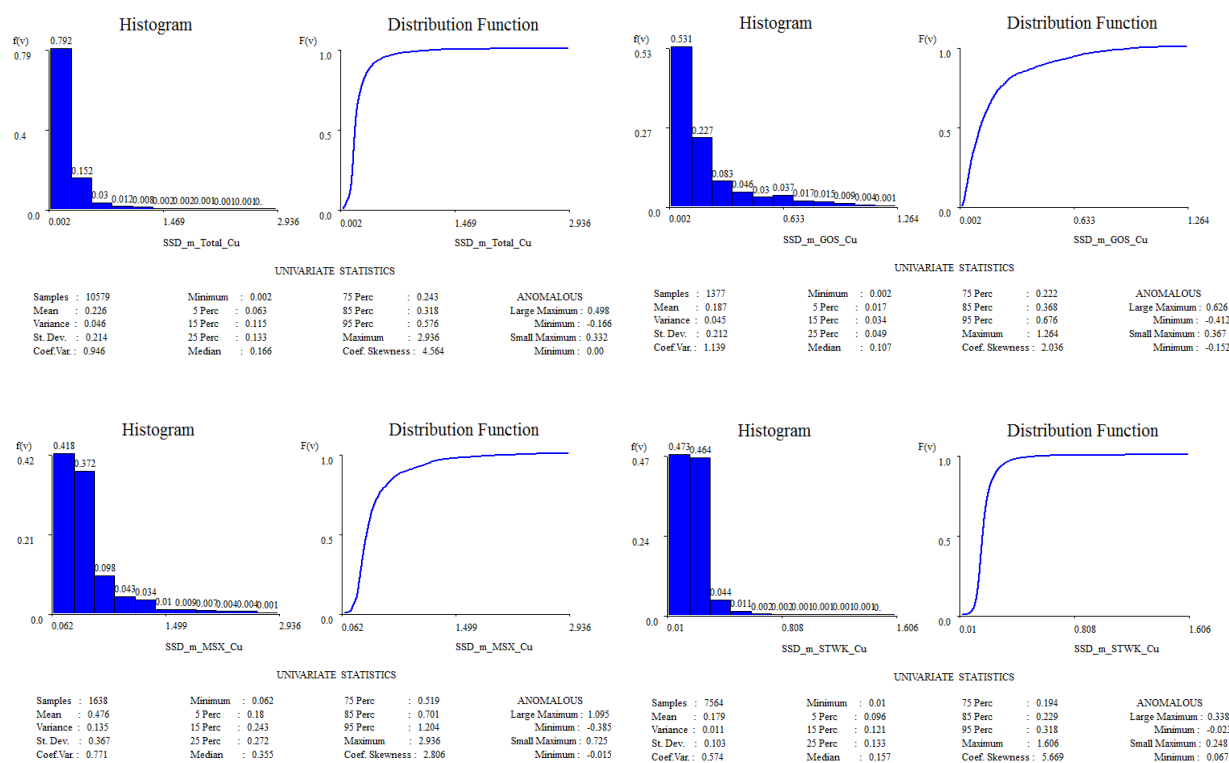 Histogram
Distribution Function
f(v)
0.792
0.79
0.4
0.152
0.03 0.012 0.008 0.002 0.002 0.001 0.001 0.001 0.
0.0
0.002 1.469 2.936
SSD_m_Total_Cu
F(v)
1.0
0.5
0.0
0.002 1.469 2.936
SSD_m_Total_Cu
UNIVARIATE STATISTICS
Samples : 10579 Minimum : 0.002 75 Perc : 0.243 ANOMALOUS
Mean : 0.226 5 Perc : 0.063 85 Perc : 0.318 Large Maximum : 0.498
Variance : 0.046 15 Perc : 0.115 95 Perc : 0.576 Minimum : -0.166
St. Dev. : 0.214 25 Perc : 0.133 Maximum : 2.936 Small Maximum : 0.332
Coef.Var. : 0.946 Median : 0.166 Coef. Skewness : 4.564 Minimum : 0.00
Histogram
Distribution Function
f(v)
0.531
0.53
0.27
0.227
0.083
0.046 0.03 0.037 0.017 0.015 0.009 0.004 0.001
0.0
0.002 0.633 1.264
SSD_m_GOS_Cu
F(v)
1.0
0.5
0.0
0.002 0.633 1.264
SSD_m_GOS_Cu
UNIVARIATE STATISTICS
Samples : 1377 Minimum : 0.002 75 Perc : 0.222 ANOMALOUS
Mean : 0.187 5 Perc : 0.017 85 Perc : 0.368 Large Maximum : 0.626
Variance : 0.045 15 Perc : 0.034 95 Perc : 0.676 Minimum : -0.412
St. Dev. : 0.212 25 Perc : 0.049 Maximum : 1.264 Small Maximum : 0.367
Coef.Var. : 1.139 Median : 0.107 Coef. Skewness : 2.036 Minimum : -0.152
Histogram
Distribution Function
f(v)
0.418
0.42
0.372
0.21
0.098
0.043 0.034 0.01 0.009 0.007 0.004 0.004 0.001
0.0
0.062 1.499 2.936
SSD_m_MSX_Cu
F(v)
1.0
0.5
0.0
0.062 1.499 2.936
SSD_m_MSX_Cu
UNIVARIATE STATISTICS
Samples : 1638 Minimum : 0.062 75 Perc : 0.519 ANOMALOUS
Mean : 0.476 5 Perc : 0.18 85 Perc : 0.701 Large Maximum : 1.095
Variance : 0.135 15 Perc : 0.243 95 Perc : 1.204 Minimum : -0.385
St. Dev. : 0.367 25 Perc : 0.272 Maximum : 2.936 Small Maximum : 0.725
Coef.Var. : 0.771 Median : 0.355 Coef. Skewness : 2.806 Minimum : -0.015
Histogram
Distribution Function
f(v)
0.473 0.464
0.47
0.24
0.044
0.011 0.002 0.002 0.001 0.001 0.001 0.001 0.
0.0
0.01 0.808 1.606
SSD_m_STWK_Cu
F(v)
1.0
0.5
0.0
0.01 0.808 1.606
SSD_m_STWK_Cu
UNIVARIATE STATISTICS
Samples : 7564 Minimum : 0.01 75 Perc : 0.194 ANOMALOUS
Mean : 0.179 5 Perc : 0.096 85 Perc : 0.229 Large Maximum : 0.338
Variance : 0.011 15 Perc : 0.121 95 Perc : 0.318 Minimum : -0.023
St. Dev. : 0.103 25 Perc : 0.133 Maximum : 1.606 Small Maximum : 0.248
Coef.Var. : 0.574 Median : 0.157 Coef. Skewness : 5.669 Minimum : 0.067